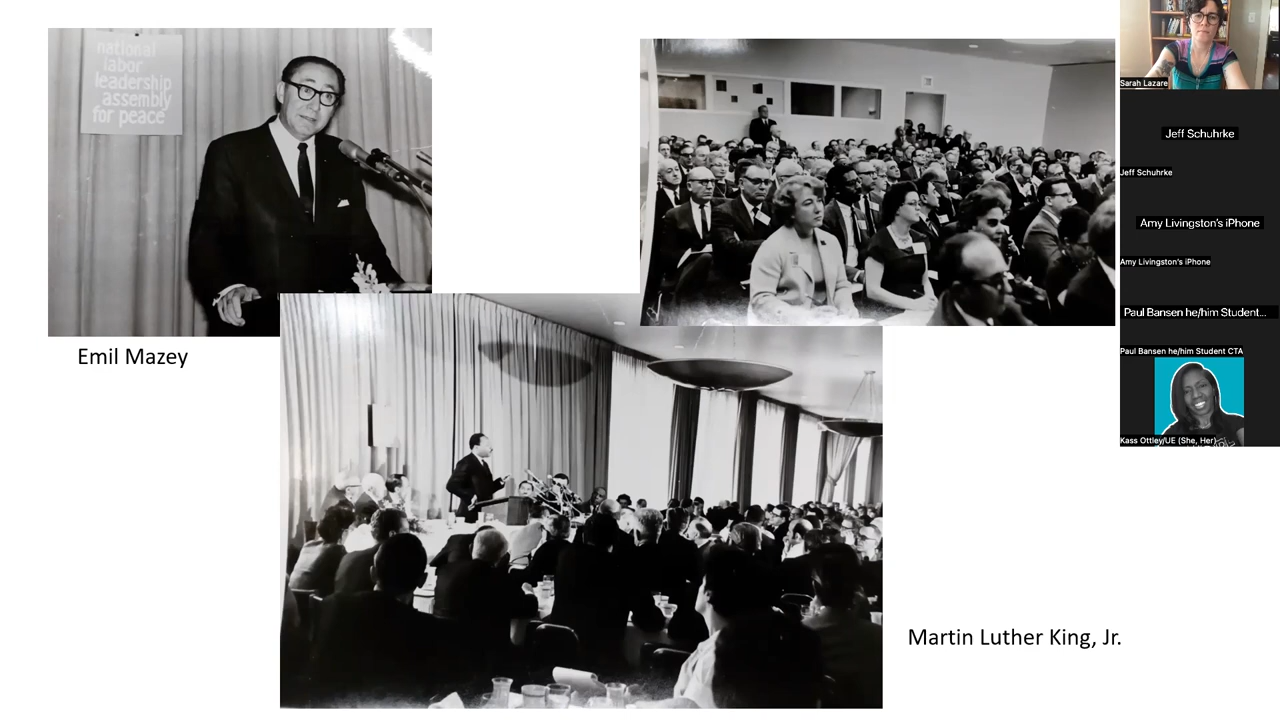 national
labor
leadership
assembly
for peace
Emil Mazey
Martin Luther King, Jr.
Sarah Lazare
Jeff Schuhrke
Jeff Schuhrke
Amy Livingston's iPhone
Amy Livingston's iPhone
Paul Bansen he/him Student...
Paul Bansen he/him Student CTA
Kass Ottley/UE (She, Her)